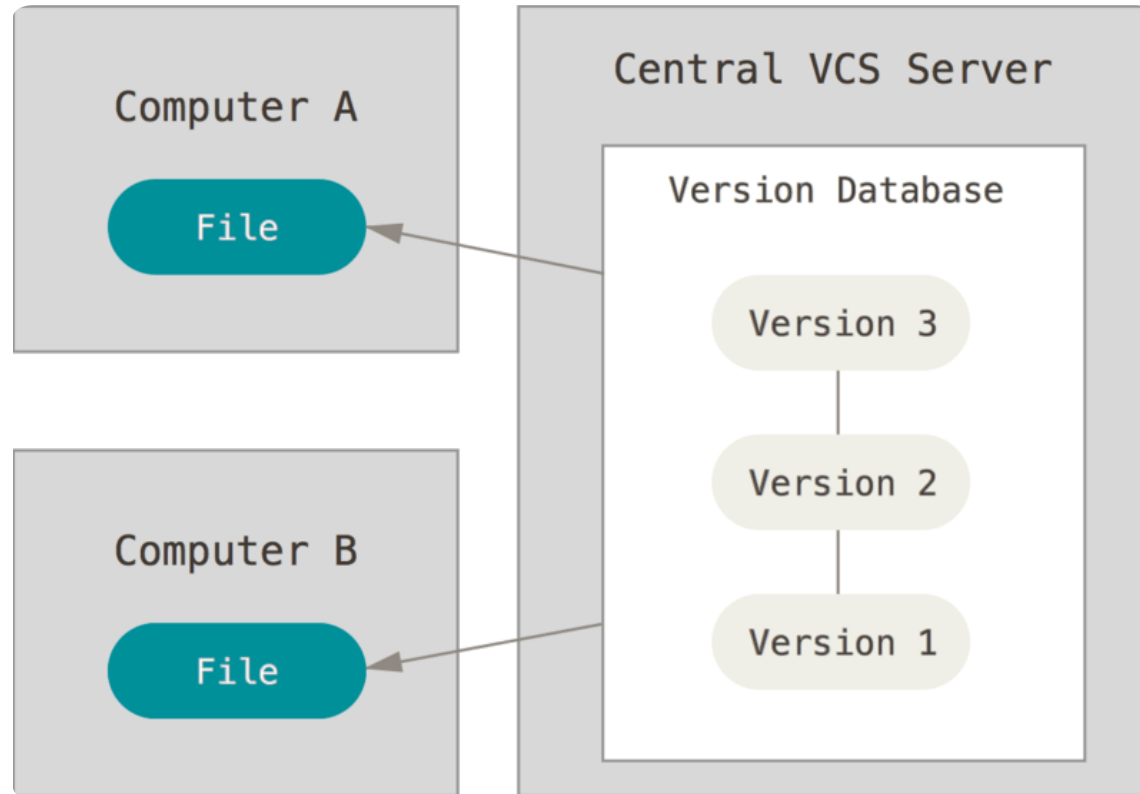 Computer A
File
Computer B
File
Central VCS Server
Version Database
Version 3
Version 2
Version 1